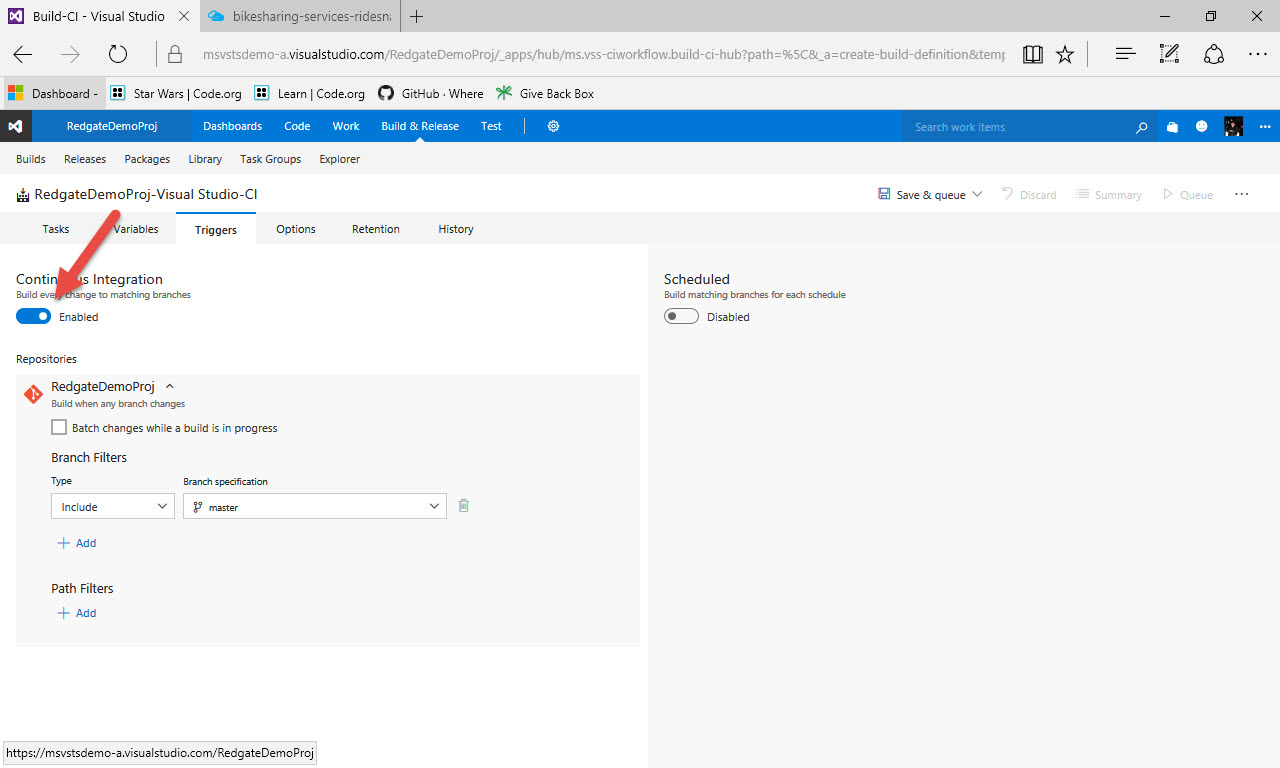 Build-CI - Visual Studio
bikesharing-services-ridesn
msvstsdemo-a.visualstudio.com/RedgateDemoProj/_apps/hub/ms.vss-ciworkflow.build-ci-hub?path=%5C&_a=create-build-definition&temp
Dashboard -
Star Wars | Code.org
Learn | Code.org
GitHub · Where
Give Back Box
RedgateDemoProj
Dashboards
Code
Work
Build & Release
Test
Search work items
Builds
Releases
Packages
Library
Task Groups
Explorer
RedgateDemoProj-Visual Studio-CI
Save & queue
Discard
Summary
Queue
Tasks
Variables
Triggers
Options
Retention
History
Continuous Integration
Build every change to matching branches
Enabled
Scheduled
Build matching branches for each schedule
Disabled
Repositories
RedgateDemoProj
Build when any branch changes
Batch changes while a build is in progress
Branch Filters
Type
Branch specification
Include
master
Add
Path Filters
Add
https://msvstsdemo-a.visualstudio.com/RedgateDemoProj